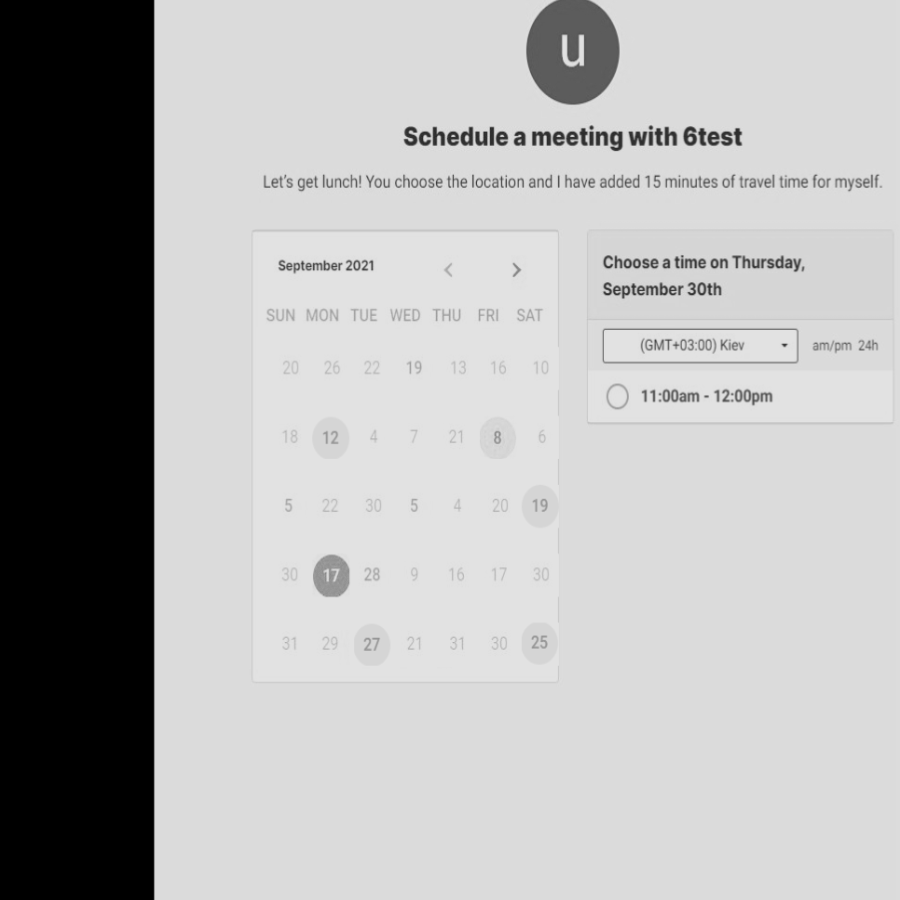 u
Schedule a meeting with 6test
Let's get lunch! You choose the location and I have added 15 minutes of travel time for myself.
September 2021
SUN MON TUE WED THU FRI SAT
20 26 22 19 13 16 10
18 12 4 7 21 8 6
5 22 30 5 4 20 19
30 17 28 9 16 17 30
31 29 27 21 31 30 25
Choose a time on Thursday,
September 30th
(GMT+03:00) Kiev am/pm 24h
11:00am - 12:00pm